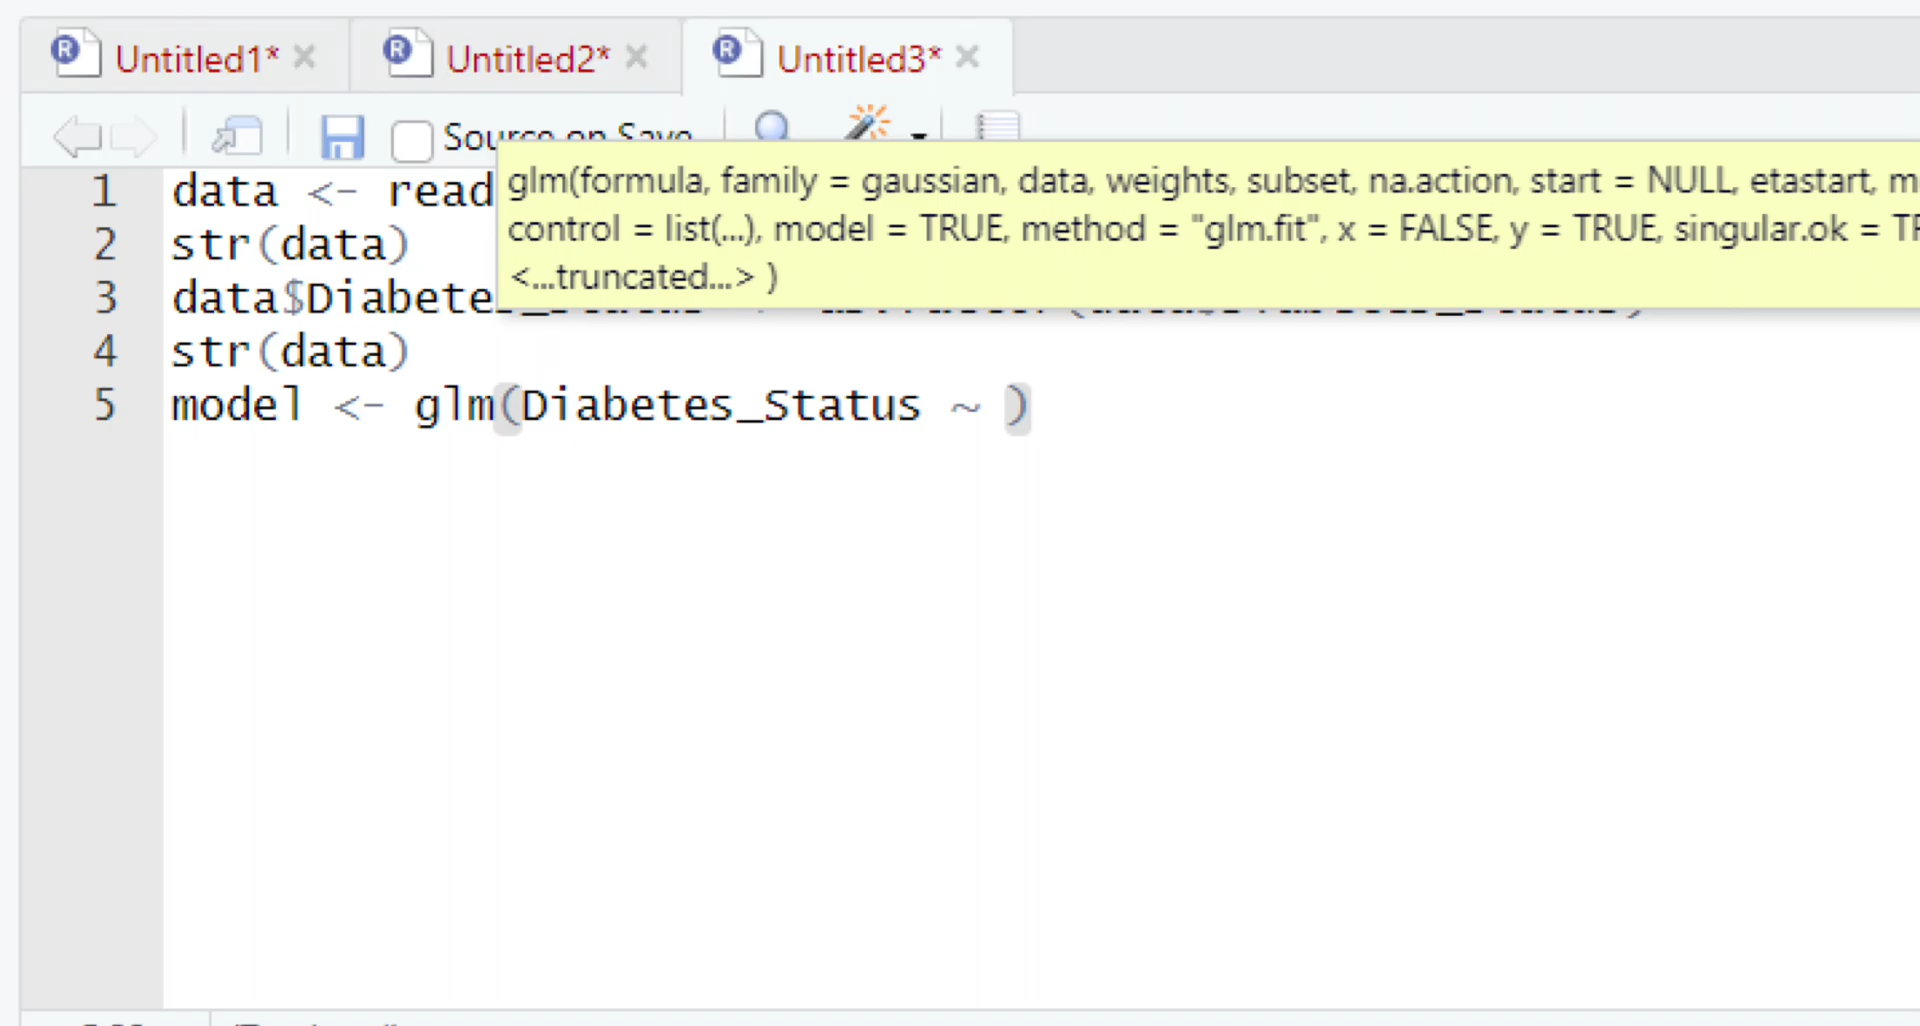 Untitled1* Untitled2* Untitled3*
Source on Save
glm(formula, family = gaussian, data, weights, subset, na.action, start = NULL, etastart,
control = list(...), model = TRUE, method = "glm.fit", x = FALSE, y = TRUE, singular.ok =
<...truncated...> )
1 data <- read
2 str(data)
3 data$Diabetes_Status
4 str(data)
5 model <- glm(Diabetes_Status ~ )